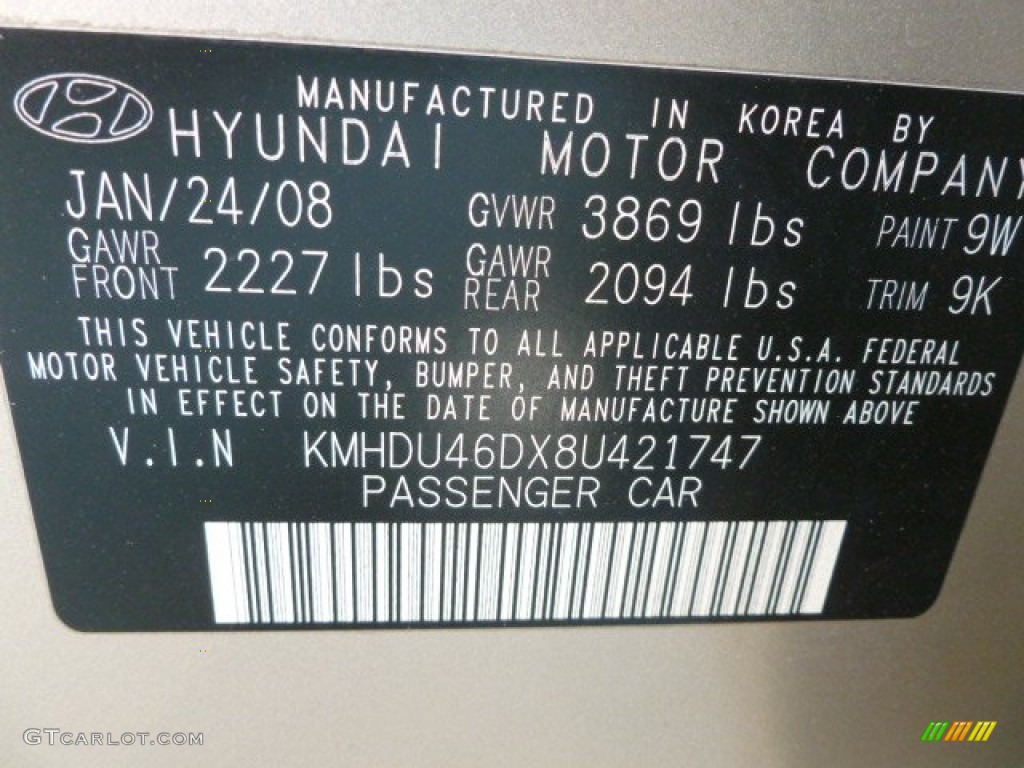 MANUFACTURED IN KOREA BY
HYUNDAI MOTOR COMPANY
JAN/24/08 GVWR 3869 lbs PAINT 9W
GAWR FRONT 2227 lbs GAWR REAR 2094 lbs TRIM 9K
THIS VEHICLE CONFORMS TO ALL APPLICABLE U.S.A. FEDERAL
MOTOR VEHICLE SAFETY, BUMPER, AND THEFT PREVENTION STANDARDS
IN EFFECT ON THE DATE OF MANUFACTURE SHOWN ABOVE
V.I.N KMHDU46DX8U421747
PASSENGER CAR
GTCARLOT.COM